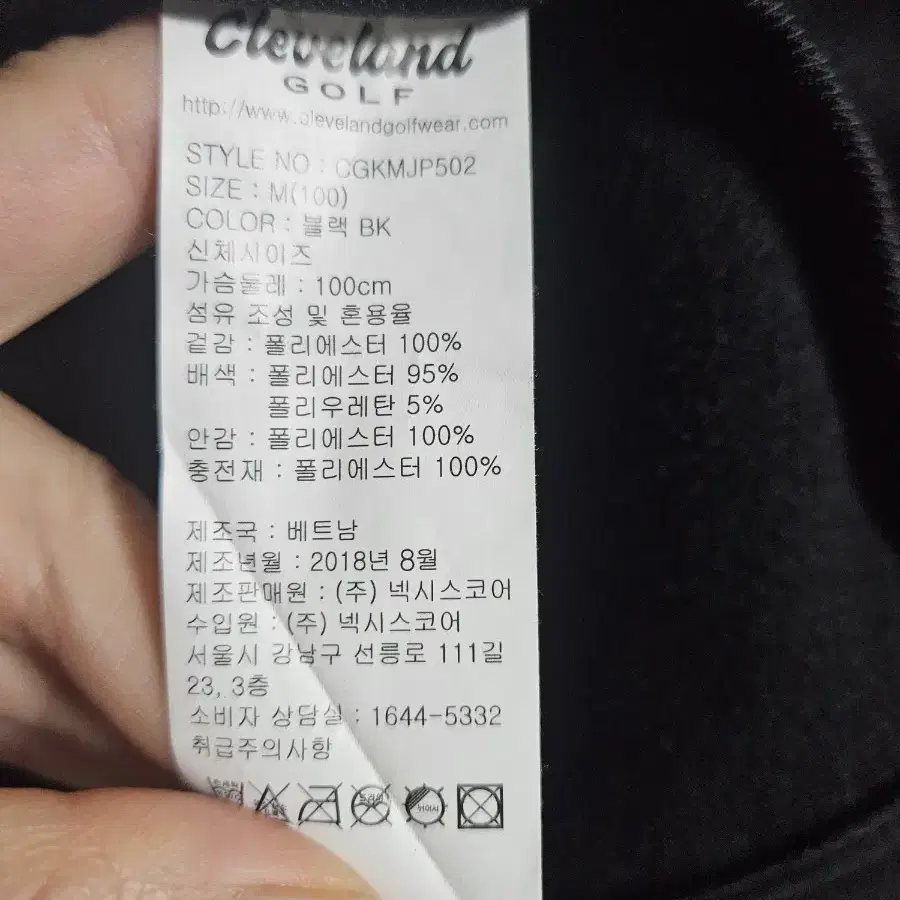 Cleveland
GOLF
http://www.clevelandgolfwear.com
STYLE NO : CGKMJP502
SIZE : M(100)
COLOR : 블랙 BK
신체사이즈
가슴둘레 : 100cm
섬유 조성 및 혼용율
겉감 : 폴리에스터 100%
배색 : 폴리에스터 95%
폴리우레탄 5%
안감 : 폴리에스터 100%
충전재 : 폴리에스터 100%
제조국 : 베트남
제조년월 : 2018년 8월
제조판매원 : (주) 넥시스코어
수입원 : (주) 넥시스코어
서울시 강남구 선릉로 111길
23, 3층
소비자 상담실 : 1644-5332
취급주의사항
드라이